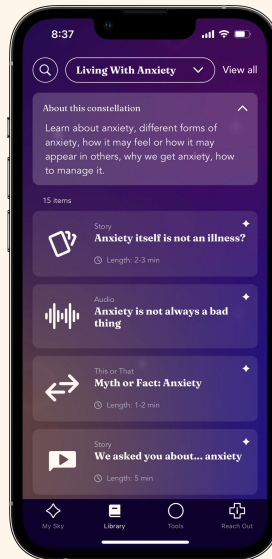 8:37
Living With Anxiety
View all
About this constellation
Learn about anxiety, different forms of
anxiety, how it may feel or how it may
appear in others, why we get anxiety, how
to manage it.
15 items
Story
Anxiety itself is not an illness?
Length: 2-3 min
Audio
Anxiety is not always a bad
thing
This or That
Myth or Fact: Anxiety
Length: 1-2 min
Story
We asked you about... anxiety
Length: 5 min
My Sky
Library
Tools
Reach Out